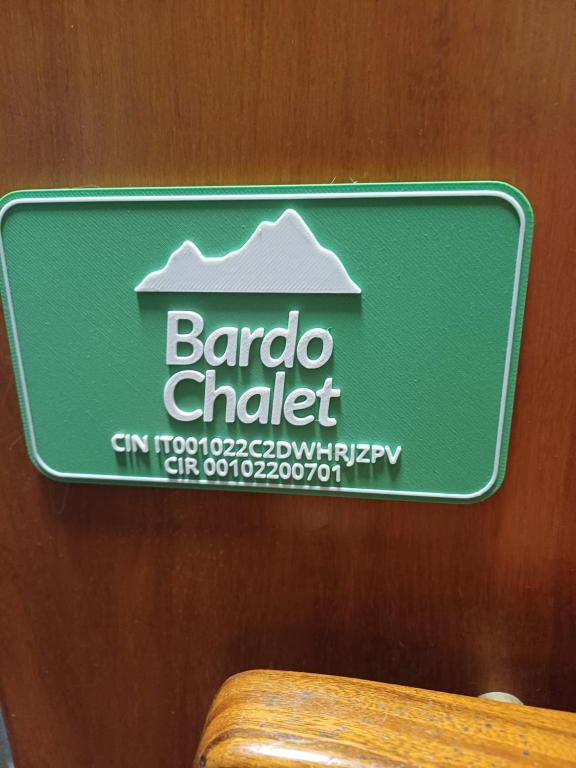 Bardo
Chalet
CIN IT001022C2DWHRJZPV
CIR 00102200701